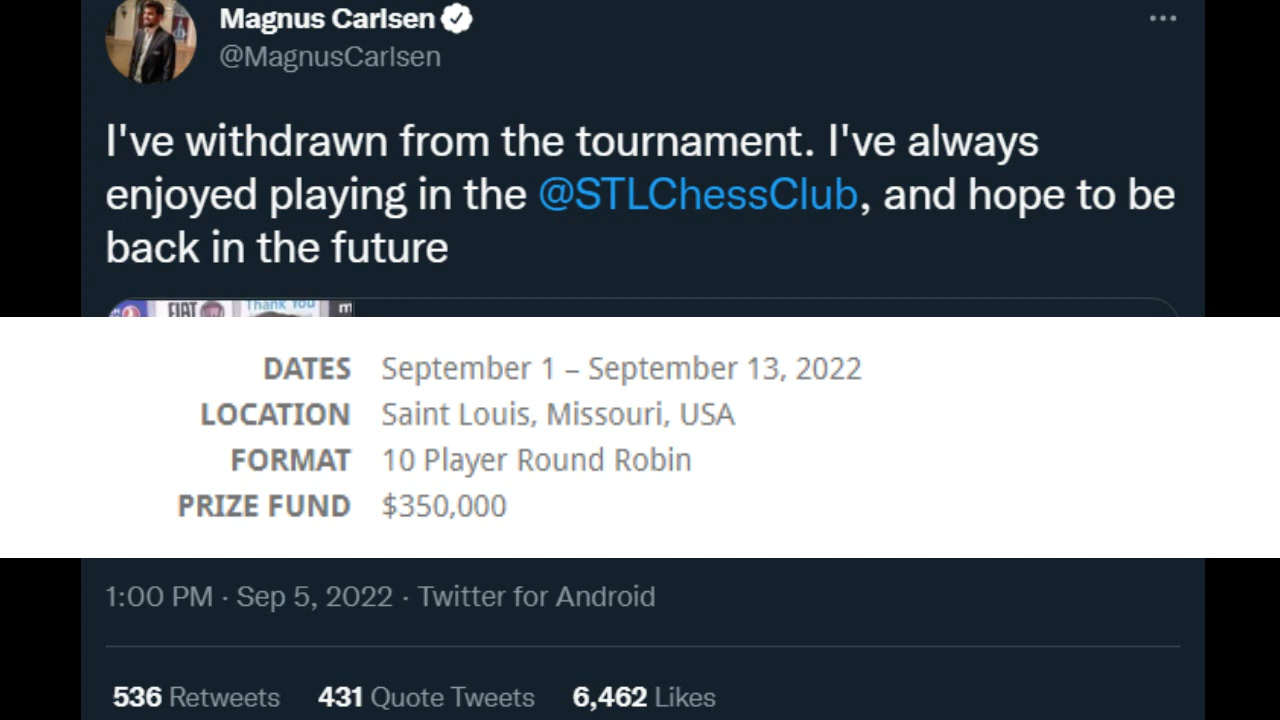 Magnus Carlsen
@MagnusCarlsen
I've withdrawn from the tournament. I've always
enjoyed playing in the @STLChessClub, and hope to be
back in the future
FIAT Thank You m
DATES September 1 – September 13, 2022
LOCATION Saint Louis, Missouri, USA
FORMAT 10 Player Round Robin
PRIZE FUND $350,000
1:00 PM · Sep 5, 2022 · Twitter for Android
536 Retweets 431 Quote Tweets 6,462 Likes